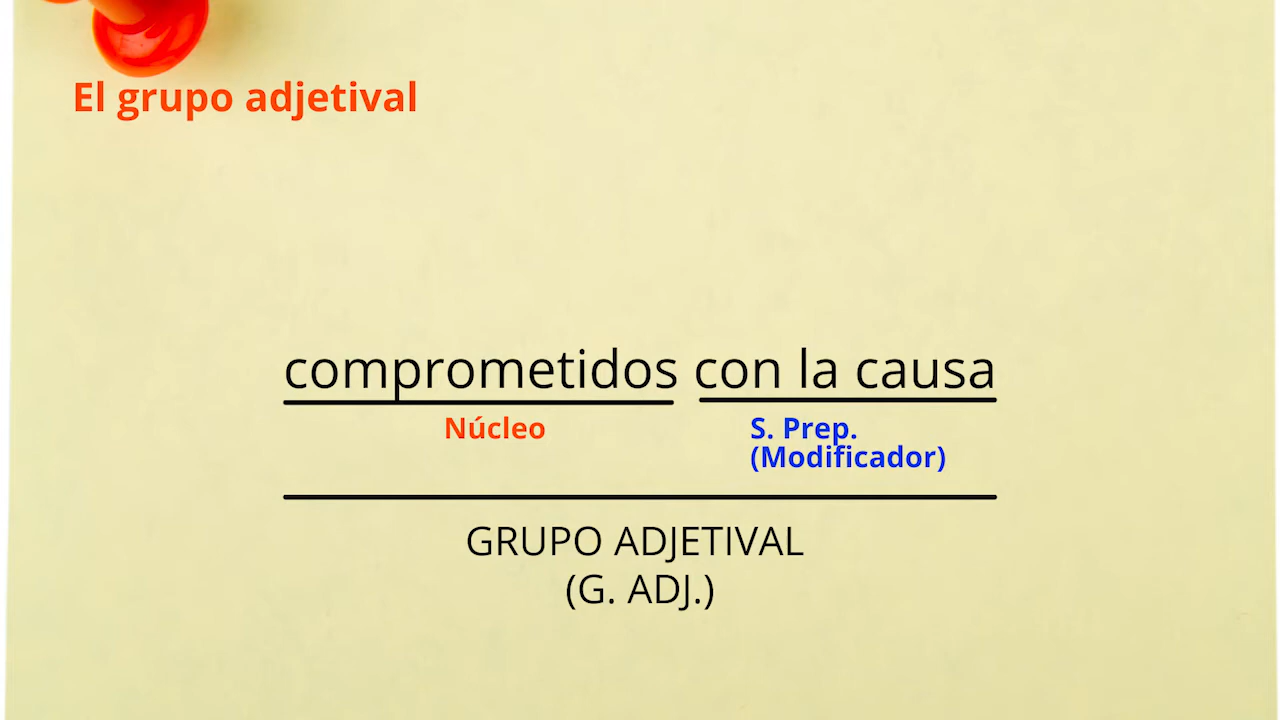 El grupo adjetival
comprometidos con la causa
Núcleo S. Prep.
(Modificador)
GRUPO ADJETIVAL
(G. ADJ.)